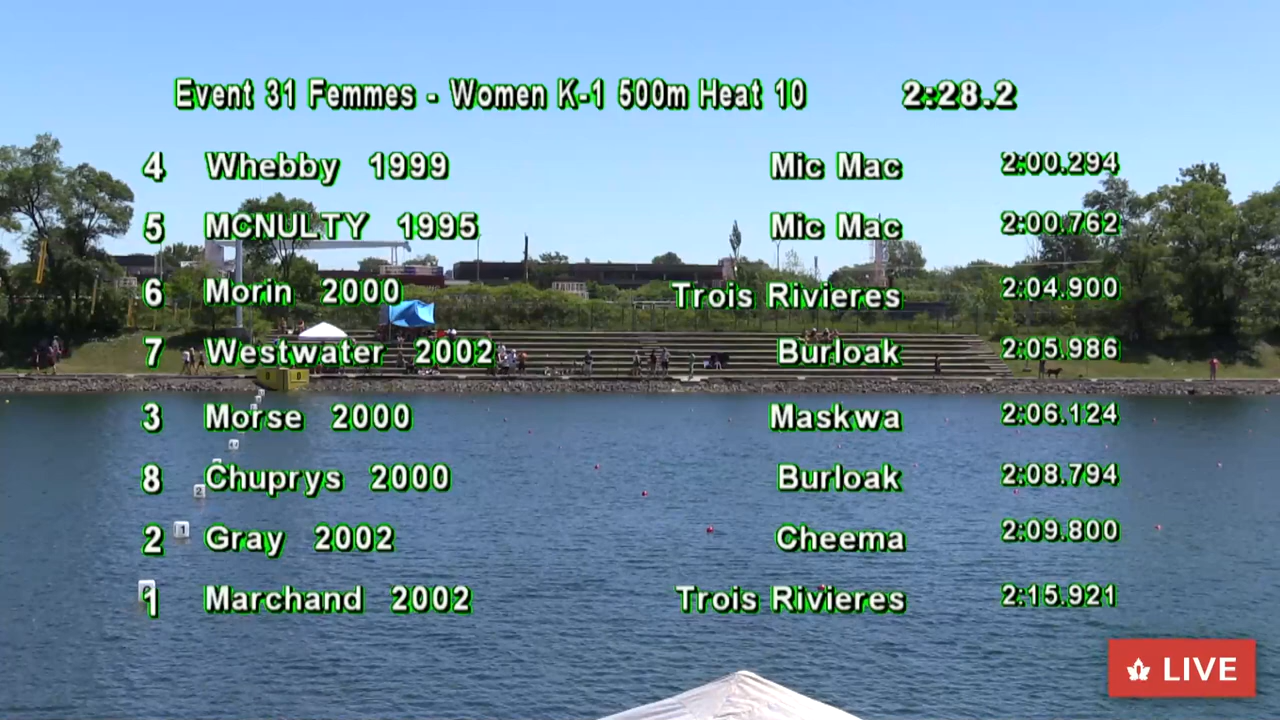 Event 31 Femmes - Women K-1 500m Heat 10 2:28.2
4 Whebby 1999 Mic Mac 2:00.294
5 MCNULTY 1995 Mic Mac 2:00.762
6 Morin 2000 Trois Rivieres 2:04.900
7 Westwater 2002 Burloak 2:05.986
3 Morse 2000 Maskwa 2:06.124
8 Chuprys 2000 Burloak 2:08.794
2 Gray 2002 Cheema 2:09.800
1 Marchand 2002 Trois Rivieres 2:15.921
2
1
LIVE